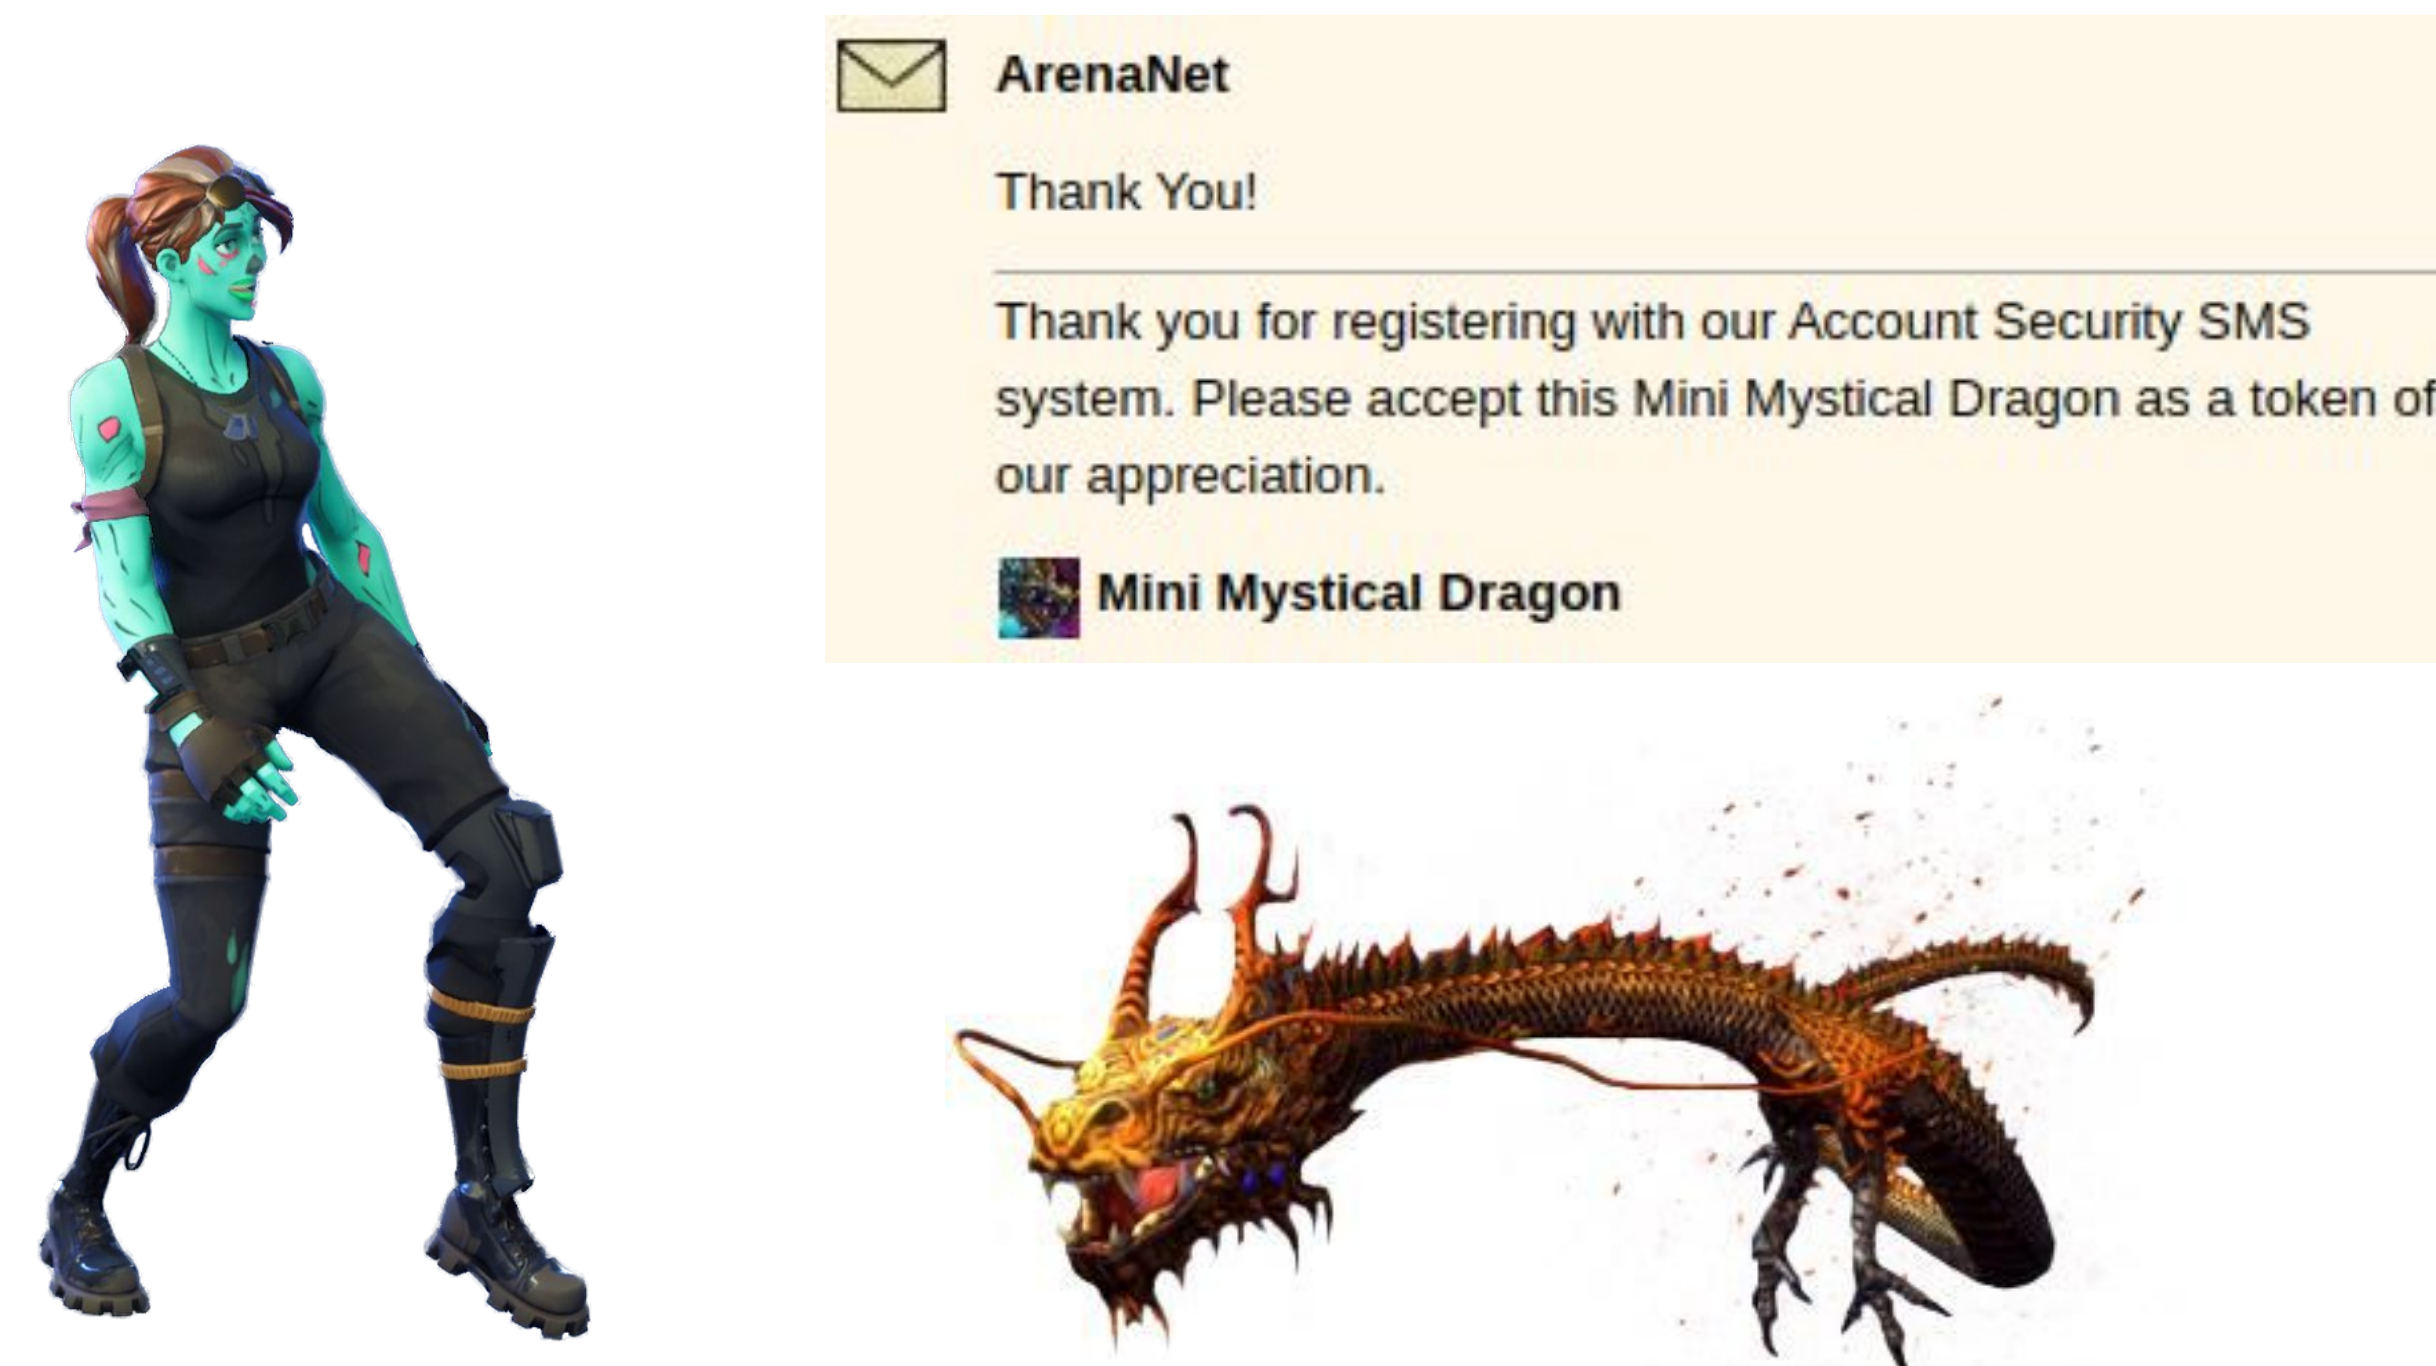 ArenaNet
Thank You!
Thank you for registering with our Account Security SMS
system. Please accept this Mini Mystical Dragon as a token of
our appreciation.
Mini Mystical Dragon